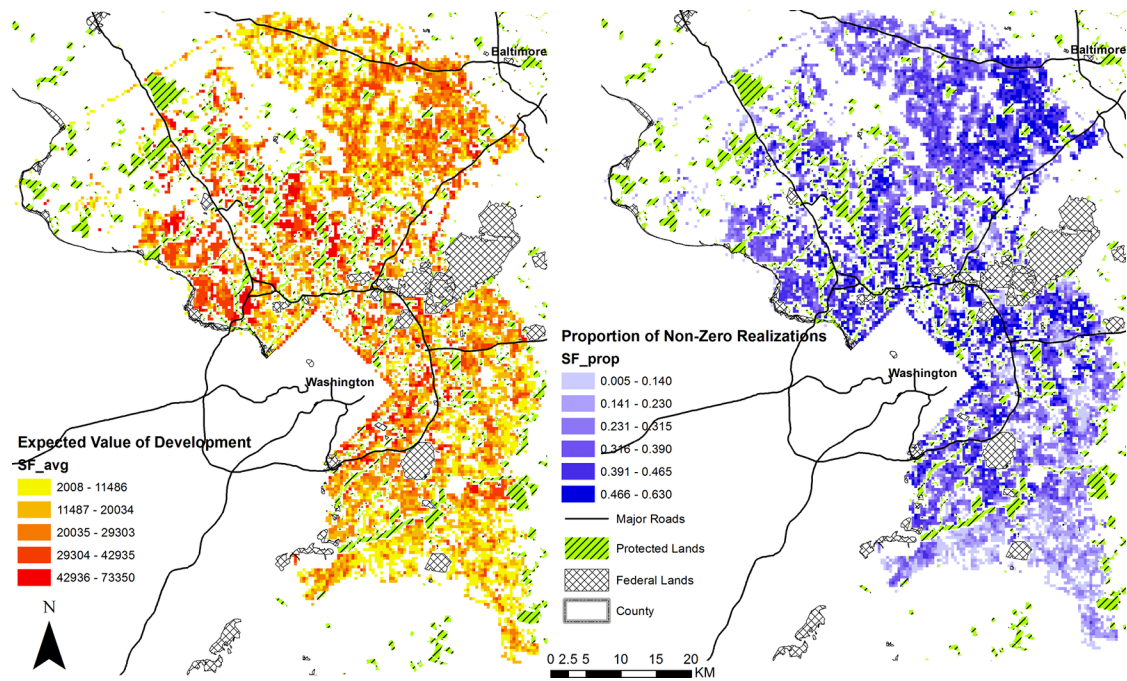 Baltimore
Washington
Expected Value of Development
SF_avg
2008 - 11486
11487 - 20034
20035 - 29303
29304 - 42935
42936 - 73350
N
Baltimore
Washington
Proportion of Non-Zero Realizations
SF_prop
0.005 - 0.140
0.141 - 0.230
0.231 - 0.315
0.316 - 0.390
0.391 - 0.465
0.466 - 0.630
Major Roads
Protected Lands
Federal Lands
County
0 2.5 5 10 15 20
KM